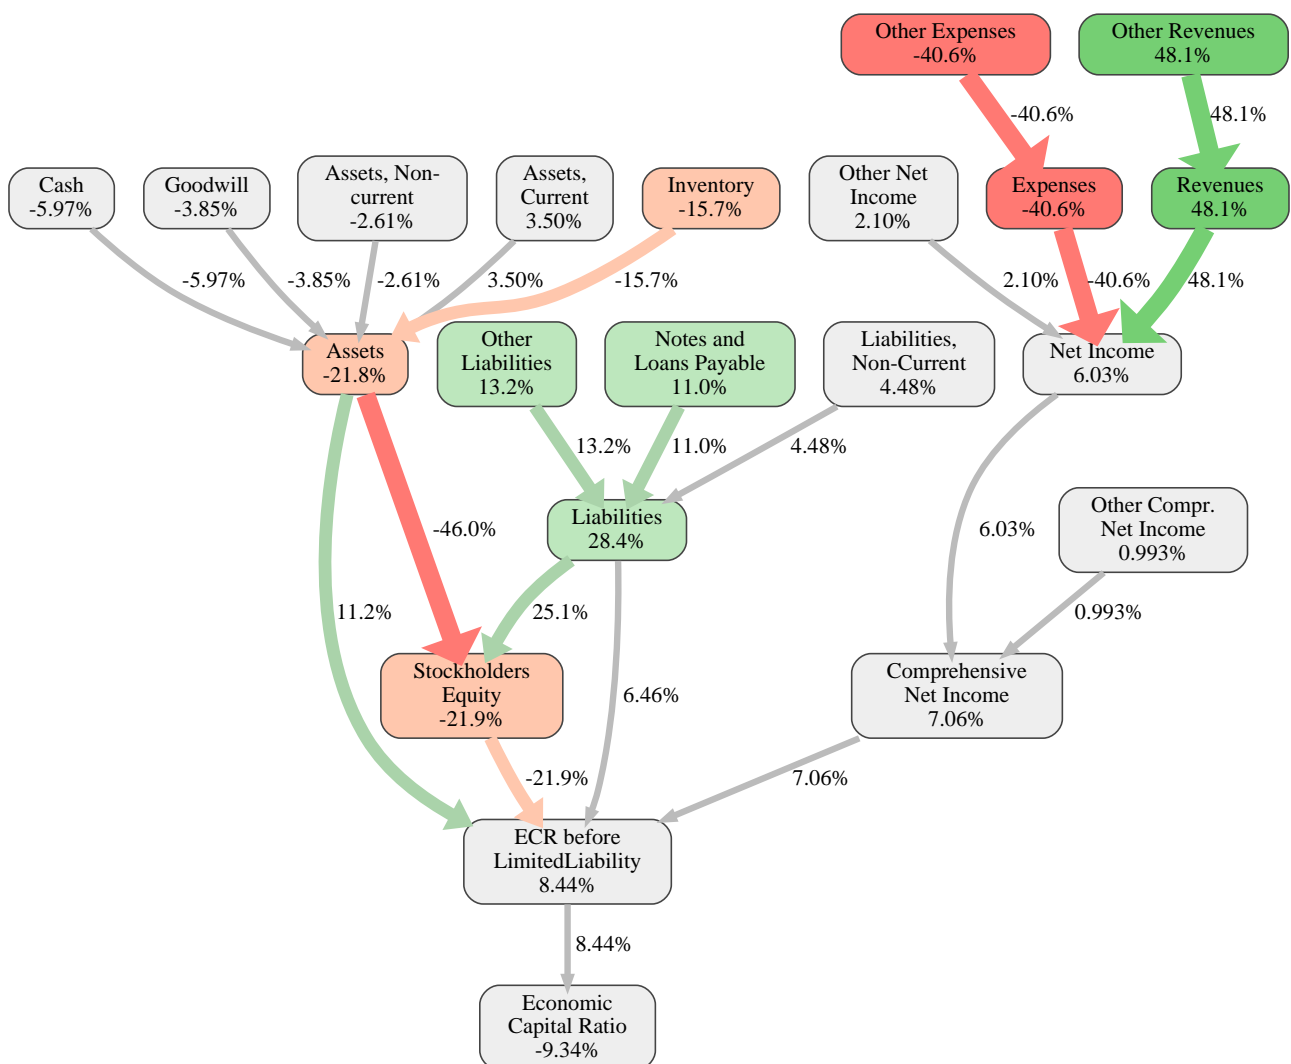 Other Expenses
-40.6%
Other Revenues
48.1%
-40.6%
48.1%
Cash
-5.97%
Goodwill
-3.85%
Assets, Non-
current
-2.61%
Assets,
Current
3.50%
Inventory
-15.7%
Other Net
Income
2.10%
Expenses
-40.6%
Revenues
48.1%
-5.97%
-3.85%
-2.61%
3.50%
-15.7%
2.10%
-40.6%
48.1%
Assets
-21.8%
Other
Liabilities
13.2%
Notes and
Loans Payable
11.0%
Liabilities,
Non-Current
4.48%
Net Income
6.03%
13.2%
11.0%
4.48%
-46.0%
Liabilities
28.4%
6.03%
Other Compr.
Net Income
0.993%
11.2%
25.1%
0.993%
Stockholders
Equity
-21.9%
6.46%
Comprehensive
Net Income
7.06%
-21.9%
7.06%
ECR before
LimitedLiability
8.44%
8.44%
Economic
Capital Ratio
-9.34%